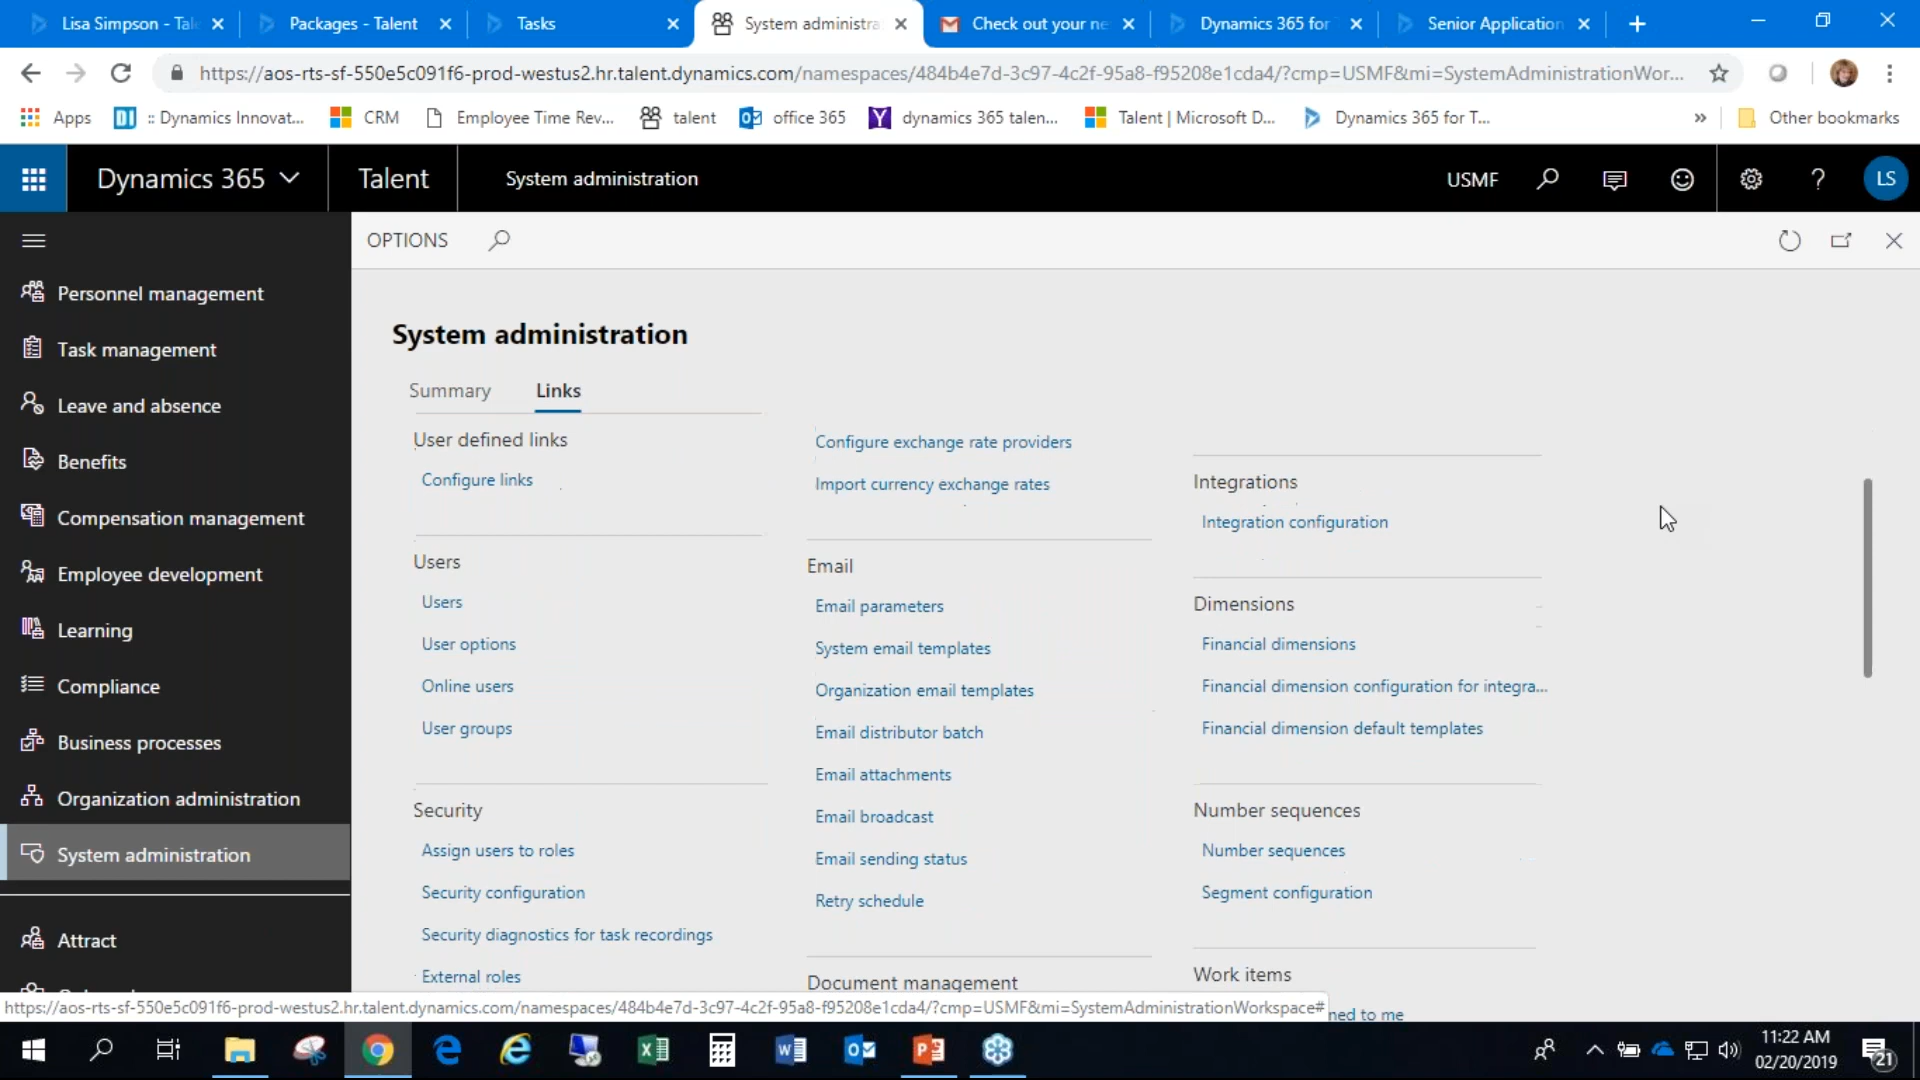 Lisa Simpson - Tal
Packages - Talent
Tasks
System administra
Check out your ne
Dynamics 365 for
Senior Application
https://aos-rts-sf-550e5c091f6-prod-westus2.hr.talent.dynamics.com/namespaces/484b4e7d-3c97-4c2f-95a8-f95208e1cda4/?cmp=USMF&mi=SystemAdministrationWor...
Apps
:: Dynamics Innovat...
CRM
Employee Time Rev...
talent
office 365
dynamics 365 talen...
Talent | Microsoft D...
Dynamics 365 for T...
»
Other bookmarks
Dynamics 365
Talent
System administration
USMF
LS
OPTIONS
Personnel management
Task management
Leave and absence
Benefits
Compensation management
Employee development
Learning
Compliance
Business processes
Organization administration
System administration
Attract
System administration
Summary
Links
User defined links
Configure links
Users
Users
User options
Online users
User groups
Security
Assign users to roles
Security configuration
Security diagnostics for task recordings
External roles
Configure exchange rate providers
Import currency exchange rates
Email
Email parameters
System email templates
Organization email templates
Email distributor batch
Email attachments
Email broadcast
Email sending status
Retry schedule
Document management
Integrations
Integration configuration
Dimensions
Financial dimensions
Financial dimension configuration for integra...
Financial dimension default templates
Number sequences
Number sequences
Segment configuration
Work items
ned to me
https://aos-rts-sf-550e5c091f6-prod-westus2.hr.talent.dynamics.com/namespaces/484b4e7d-3c97-4c2f-95a8-f95208e1cda4/?cmp=USMF&mi=SystemAdministrationWorkspace#
11:22 AM
02/20/2019
21